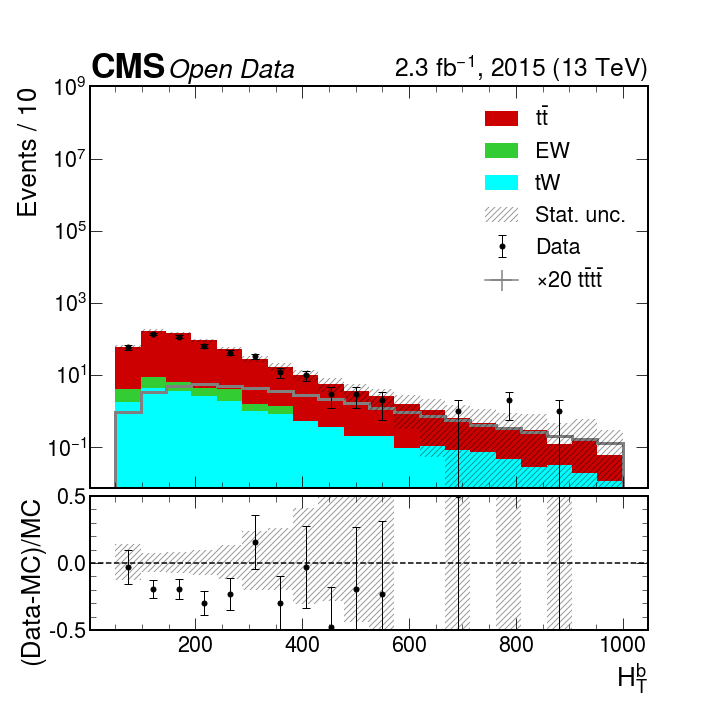 CMS Open Data 2.3 fb⁻¹, 2015 (13 TeV)
Events / 10
10⁹
10⁷
10⁵
10³
10¹
10⁻¹
tt̄
EW
tW
Stat. unc.
Data
×20 tt̄tt̄
(Data-MC)/MC
0.5
0.0
-0.5
200 400 600 800 1000
H_T^b